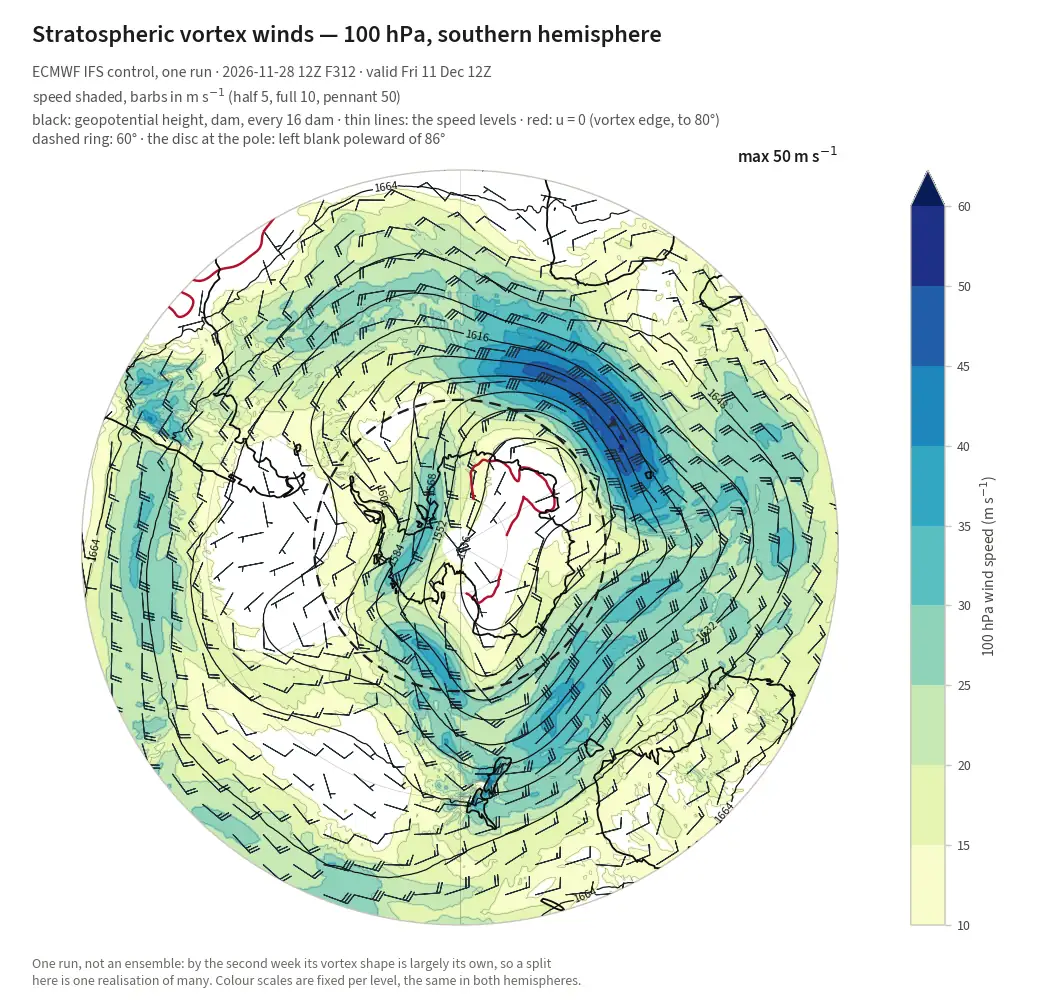 Stratospheric vortex winds — 100 hPa, southern hemisphere
ECMWF IFS control, one run · 2026-11-28 12Z F312 · valid Fri 11 Dec 12Z
speed shaded, barbs in m s⁻¹ (half 5, full 10, pennant 50)
black: geopotential height, dam, every 16 dam · thin lines: the speed levels · red: u = 0 (vortex edge, to 80°)
dashed ring: 60° · the disc at the pole: left blank poleward of 86°
max 50 m s⁻¹
1664
1616
1664
1552
1632
1664
1664
60
50
45
40
35
30
25
20
15
10
100 hPa wind speed (m s⁻¹)
One run, not an ensemble: by the second week its vortex shape is largely its own, so a split
here is one realisation of many. Colour scales are fixed per level, the same in both hemispheres.